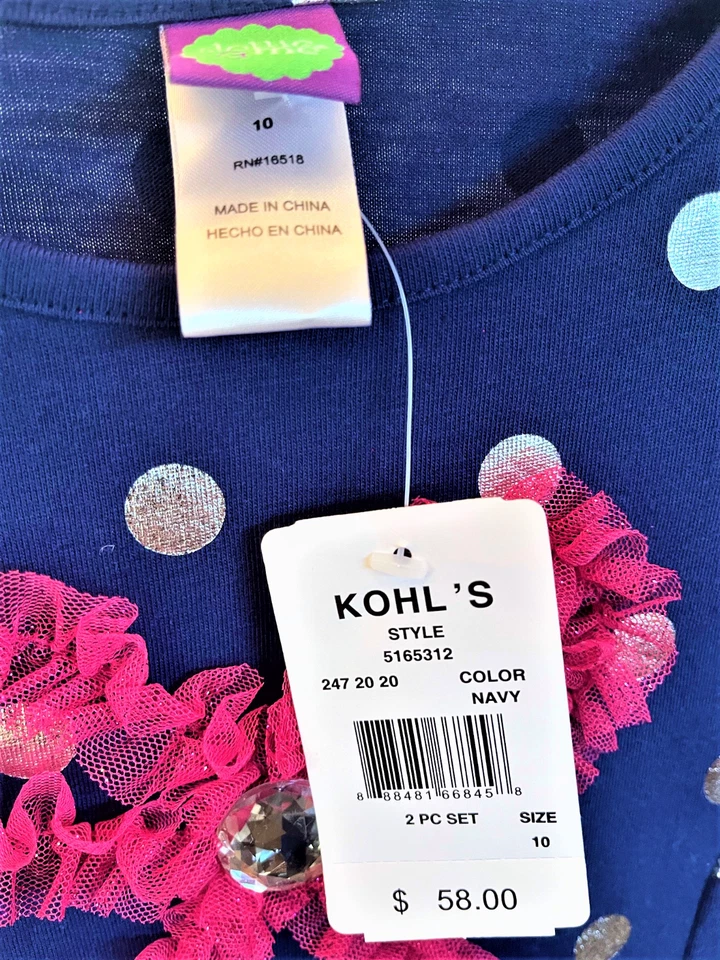 10
RN#16518
MADE IN CHINA
HECHO EN CHINA
KOHL'S
STYLE
5165312
247 20 20
COLOR
NAVY
8 88481 66845 8
2 PC SET
SIZE
10
$ 58.00